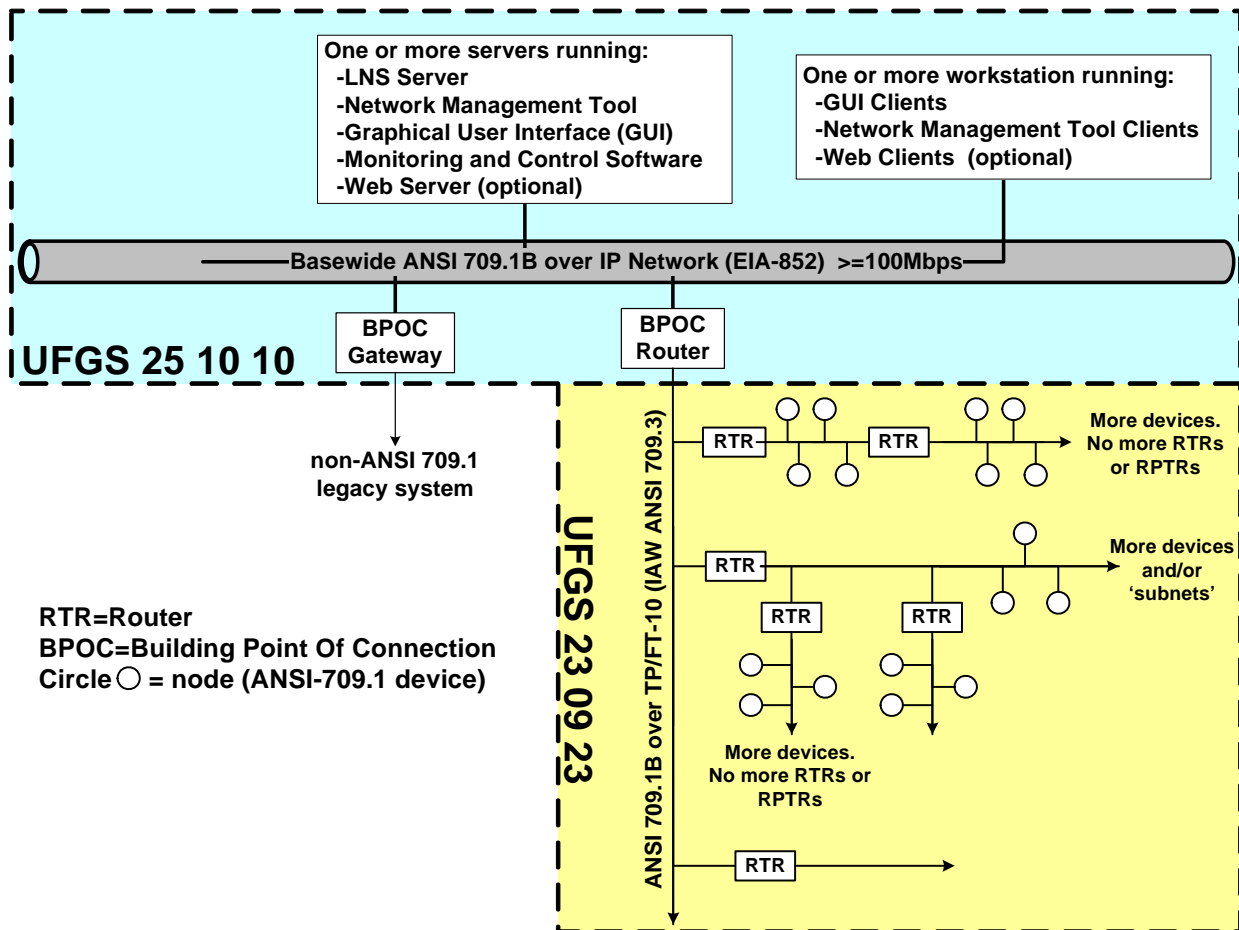 One or more servers running:
-LNS Server
-Network Management Tool
-Graphical User Interface (GUI)
-Monitoring and Control Software
-Web Server (optional)
One or more workstation running:
-GUI Clients
-Network Management Tool Clients
-Web Clients (optional)
Basewide ANSI 709.1B over IP Network (EIA-852) >=100Mbps
BPOC
Gateway
BPOC
Router
UFGS 25 10 10
non-ANSI 709.1
legacy system
RTR=Router
BPOC=Building Point Of Connection
Circle = node (ANSI-709.1 device)
UFGS 23 09 23
ANSI 709.1B over TP/FT-10 (IAW ANSI 709.3)
RTR
RTR
More devices.
No more RTRs
or RPTRs
RTR
More devices
and/or
‘subnets’
RTR
RTR
More devices.
No more RTRs or
RPTRs
RTR